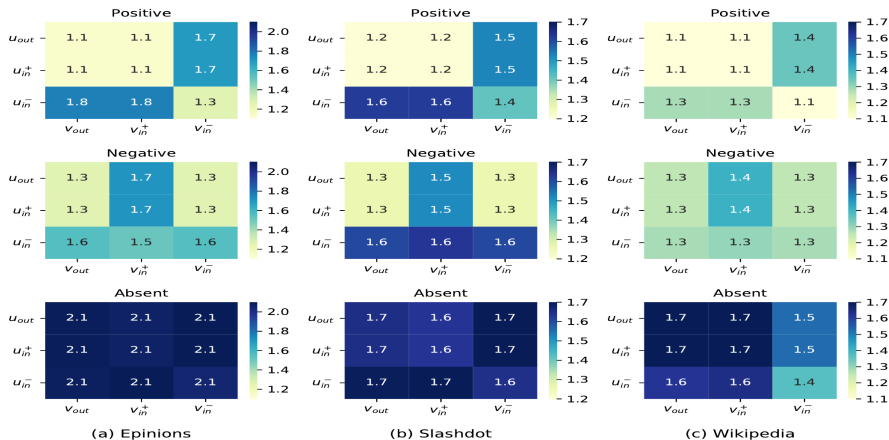 Positive Positive Positive
u_out 1.1 1.1 1.7 2.0 u_out 1.2 1.2 1.5 1.7 u_out 1.1 1.1 1.4 1.7
1.8 1.6 1.6
u_in^+ 1.1 1.1 1.7 1.6 u_in^+ 1.2 1.2 1.5 1.5 u_in^+ 1.1 1.1 1.4 1.5
1.4 1.4 1.4
1.3 1.3
u_in^- 1.8 1.8 1.3 1.2 u_in^- 1.6 1.6 1.4 1.2 u_in^- 1.3 1.3 1.1 1.2
1.1
v_out v_in^+ v_in^- v_out v_in^+ v_in^- v_out v_in^+ v_in^-
Negative Negative Negative
u_out 1.3 1.7 1.3 2.0 u_out 1.3 1.5 1.3 1.7 u_out 1.3 1.4 1.3 1.7
1.8 1.6 1.6
u_in^+ 1.3 1.7 1.3 1.6 u_in^+ 1.3 1.5 1.3 1.5 u_in^+ 1.3 1.4 1.3 1.5
1.4 1.4 1.4
1.3 1.3
u_in^- 1.6 1.5 1.6 1.2 u_in^- 1.6 1.6 1.6 1.2 u_in^- 1.3 1.3 1.3 1.2
1.1
v_out v_in^+ v_in^- v_out v_in^+ v_in^- v_out v_in^+ v_in^-
Absent Absent Absent
u_out 2.1 2.1 2.1 2.0 u_out 1.7 1.6 1.7 1.7 u_out 1.7 1.7 1.5 1.7
1.8 1.6 1.6
u_in^+ 2.1 2.1 2.1 1.6 u_in^+ 1.7 1.6 1.7 1.5 u_in^+ 1.7 1.7 1.5 1.5
1.4 1.4 1.4
1.3 1.3
u_in^- 2.1 2.1 2.1 1.2 u_in^- 1.7 1.7 1.6 1.2 u_in^- 1.6 1.6 1.4 1.2
1.1
v_out v_in^+ v_in^- v_out v_in^+ v_in^- v_out v_in^+ v_in^-
(a) Epinions (b) Slashdot (c) Wikipedia